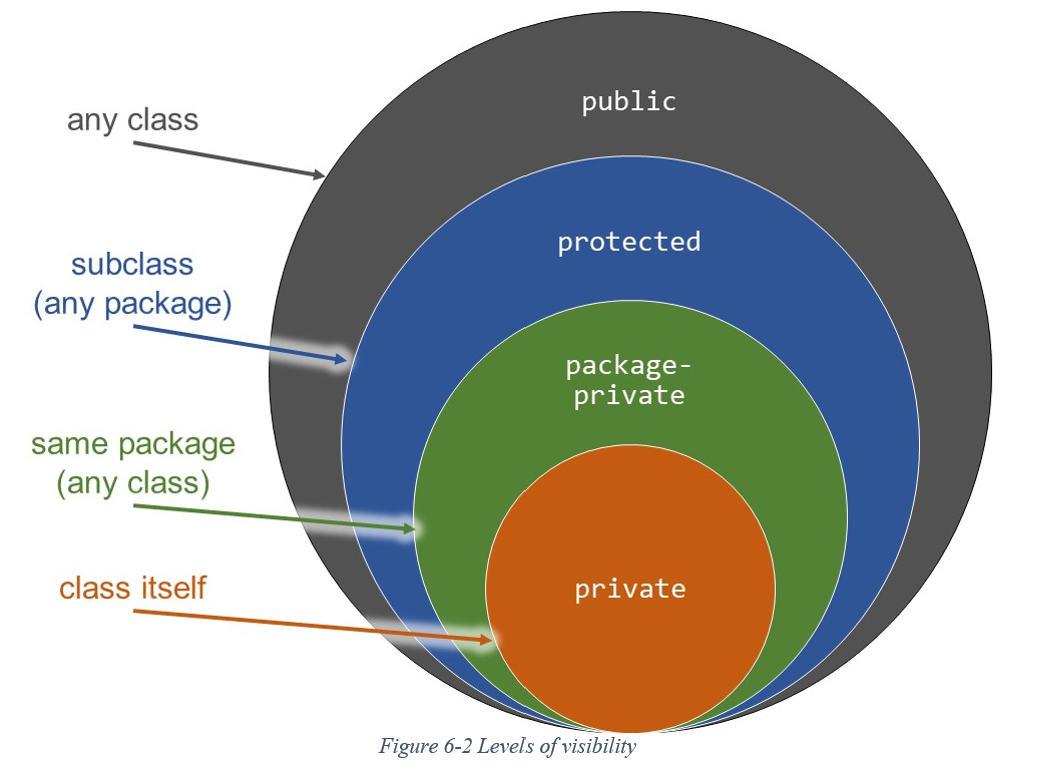 any class
public
subclass
(any package)
protected
same package
(any class)
package-
private
class itself
private
Figure 6-2 Levels of visibility